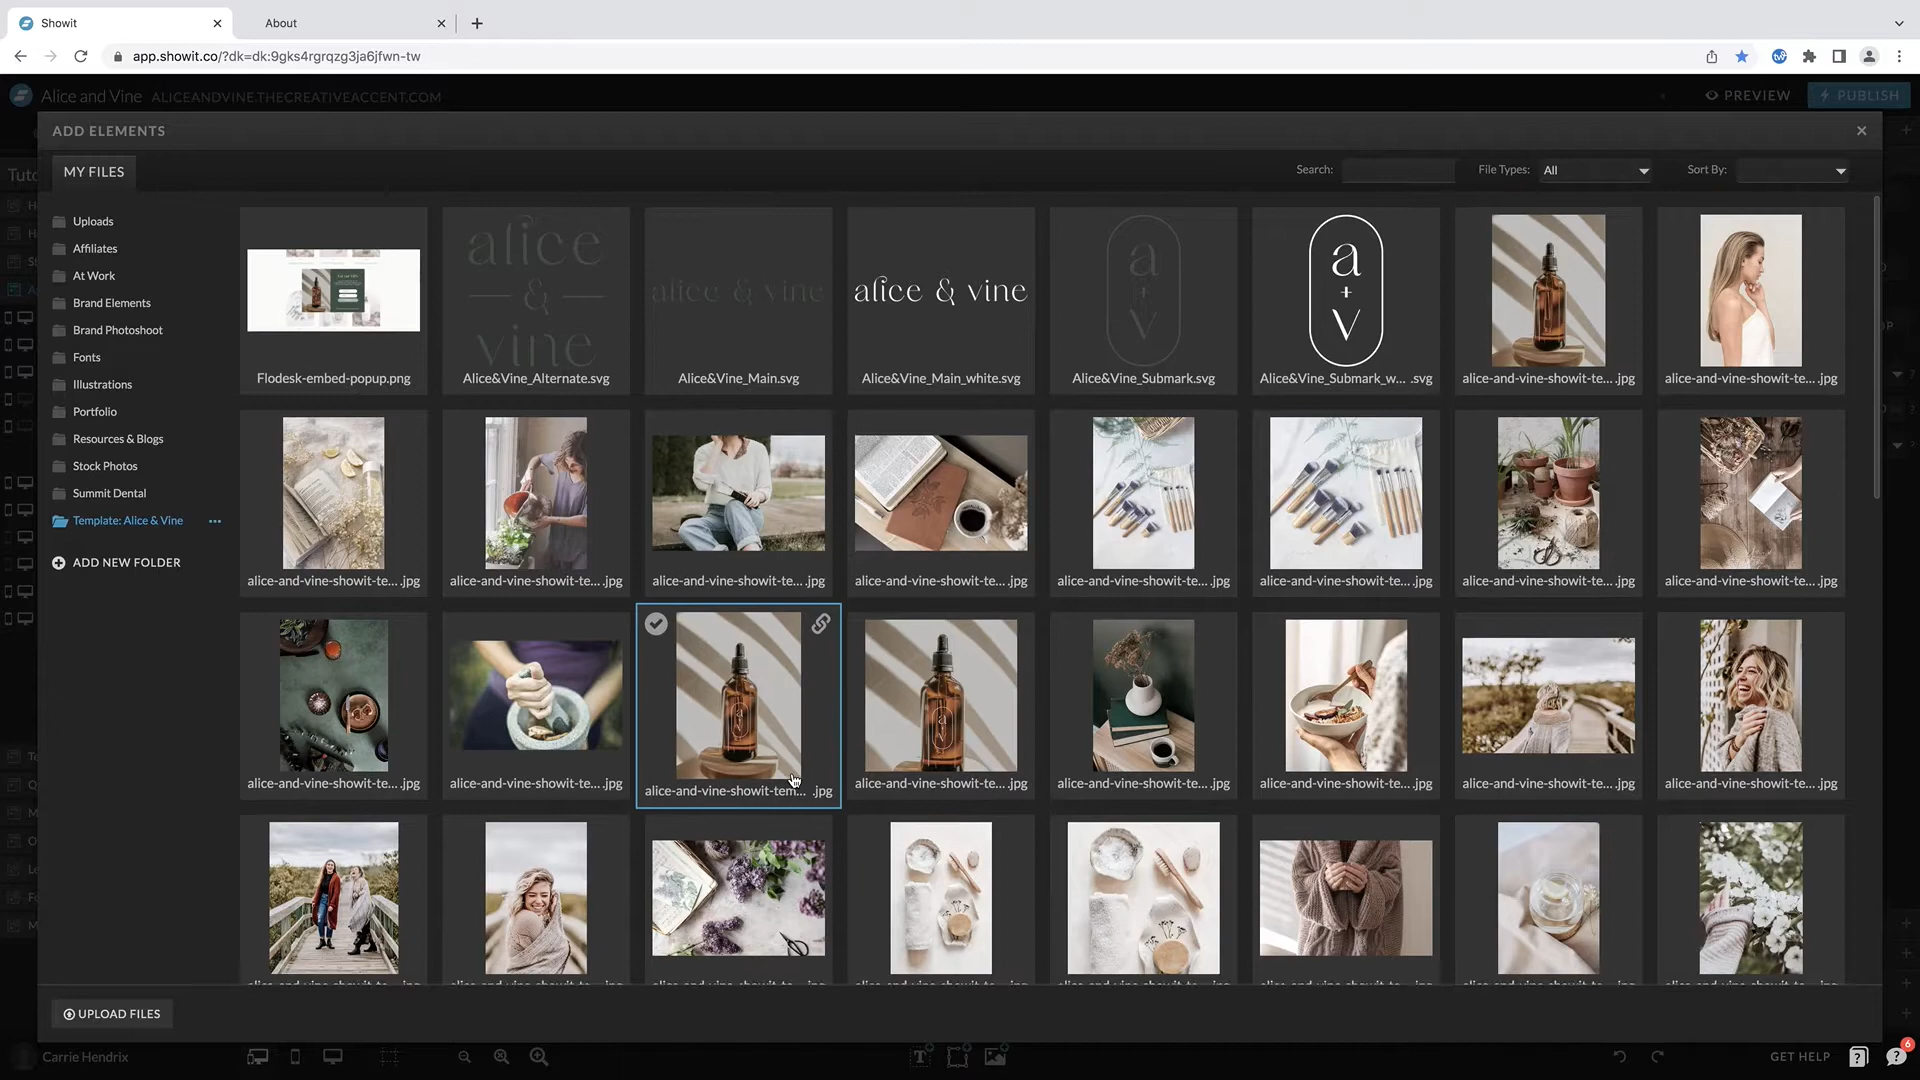 Showit
About
app.showit.co/?dk=dk:9gks4rgrqzg3ja6jfwn-tw
Alice and Vine ALICEANDVINE.THECREATIVEACCENT.COM
PREVIEW
PUBLISH
ADD ELEMENTS
MY FILES
Search:
File Types: All
Sort By:
Uploads
Affiliates
At Work
Brand Elements
Brand Photoshoot
Fonts
Illustrations
Portfolio
Resources & Blogs
Stock Photos
Summit Dental
Template: Alice & Vine
ADD NEW FOLDER
alice
&
vine
alice & vine
alice & vine
a
+
v
a
+
v
Flodesk-embed-popup.png
Alice&Vine_Alternate.svg
Alice&Vine_Main.svg
Alice&Vine_Main_white.svg
Alice&Vine_Submark.svg
Alice&Vine_Submark_w... .svg
alice-and-vine-showit-te... .jpg
alice-and-vine-showit-te... .jpg
alice-and-vine-showit-te... .jpg
alice-and-vine-showit-te... .jpg
alice-and-vine-showit-te... .jpg
alice-and-vine-showit-te... .jpg
alice-and-vine-showit-te... .jpg
alice-and-vine-showit-te... .jpg
alice-and-vine-showit-te... .jpg
alice-and-vine-showit-te... .jpg
alice-and-vine-showit-te... .jpg
alice-and-vine-showit-te... .jpg
alice-and-vine-showit-tem... .jpg
alice-and-vine-showit-te... .jpg
alice-and-vine-showit-te... .jpg
alice-and-vine-showit-te... .jpg
alice-and-vine-showit-te... .jpg
alice-and-vine-showit-te... .jpg
UPLOAD FILES
Carrie Hendrix
GET HELP
6